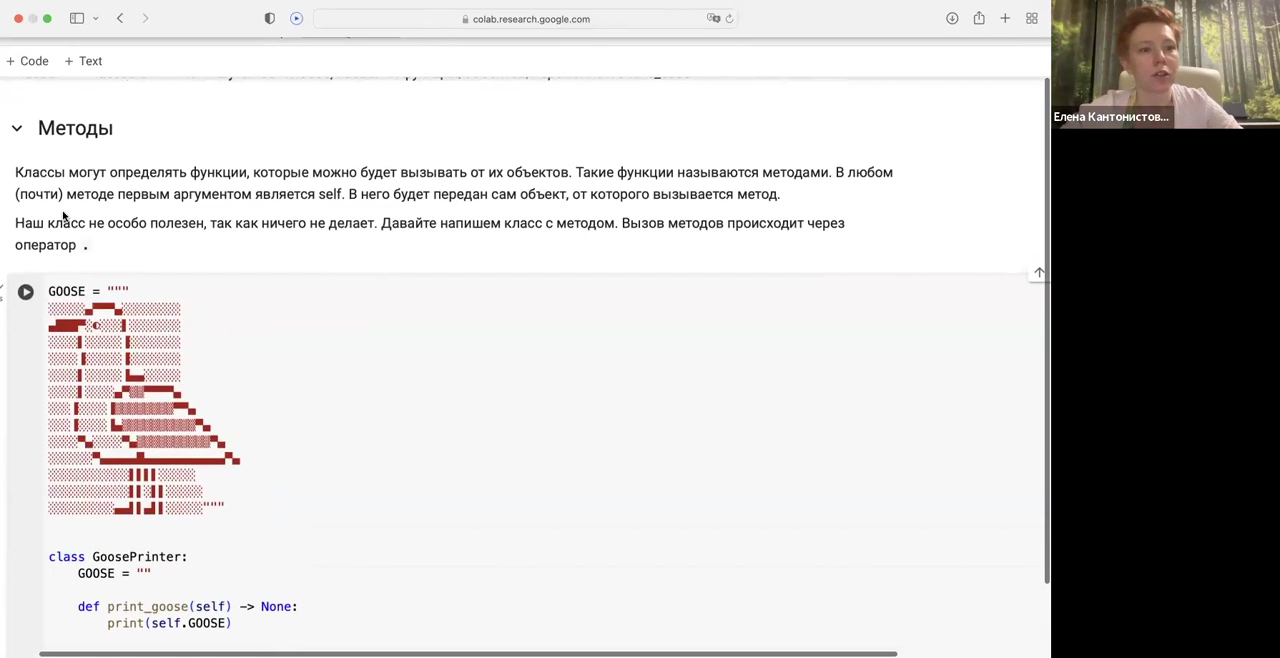 colab.research.google.com
+ Code + Text
Елена Кантонистов...
Методы
Классы могут определять функции, которые можно будет вызывать от их объектов. Такие функции называются методами. В любом
(почти) методе первым аргументом является self. В него будет передан сам объект, от которого вызывается метод.
Наш класс не особо полезен, так как ничего не делает. Давайте напишем класс с методом. Вызов методов происходит через
оператор .
GOOSE = """
"""
class GoosePrinter:
GOOSE = ""
def print_goose(self) -> None:
print(self.GOOSE)